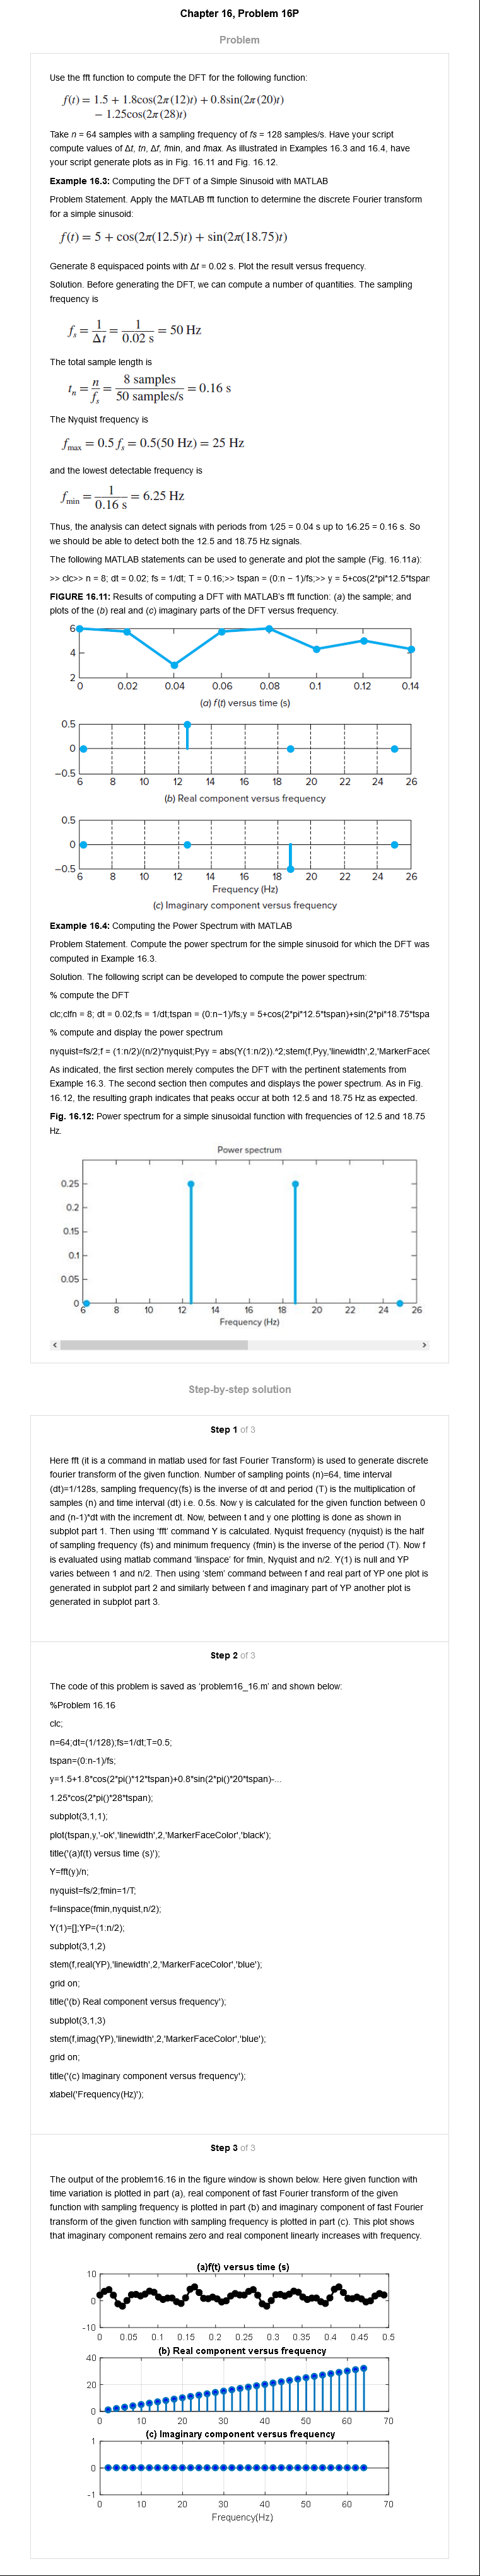 Chapter 16, Problem 16P
Problem
Use the fft function to compute the DFT for the following function:
f(t) = 1.5 + 1.8cos(2π(12)t) + 0.8sin(2π(20)t)
− 1.25cos(2π(28)t)
Take n = 64 samples with a sampling frequency of fs = 128 samples/s. Have your script
compute values of Δt, tn, Δf, fmin, and fmax. As illustrated in Examples 16.3 and 16.4, have
your script generate plots as in Fig. 16.11 and Fig. 16.12.
Example 16.3: Computing the DFT of a Simple Sinusoid with MATLAB
Problem Statement. Apply the MATLAB fft function to determine the discrete Fourier transform
for a simple sinusoid:
f(t) = 5 + cos(2π(12.5)t) + sin(2π(18.75)t)
Generate 8 equispaced points with Δt = 0.02 s. Plot the result versus frequency.
Solution. Before generating the DFT, we can compute a number of quantities. The sampling
frequency is
f_s = 1/Δt = 1/0.02 s = 50 Hz
The total sample length is
t_n = n/f_s = 8 samples/50 samples/s = 0.16 s
The Nyquist frequency is
f_max = 0.5 f_s = 0.5(50 Hz) = 25 Hz
and the lowest detectable frequency is
f_min = 1/0.16 s = 6.25 Hz
Thus, the analysis can detect signals with periods from 1∕25 = 0.04 s up to 1∕6.25 = 0.16 s. So
we should be able to detect both the 12.5 and 18.75 Hz signals.
The following MATLAB statements can be used to generate and plot the sample (Fig. 16.11a):
>> clc>> n = 8; dt = 0.02; fs = 1/dt; T = 0.16;>> tspan = (0:n − 1)/fs;>> y = 5+cos(2*pi*12.5*tspan
FIGURE 16.11: Results of computing a DFT with MATLAB's fft function: (a) the sample; and
plots of the (b) real and (c) imaginary parts of the DFT versus frequency.
6
4
2
0 0.02 0.04 0.06 0.08 0.1 0.12 0.14
(a) f(t) versus time (s)
0.5
0
−0.5
6 8 10 12 14 16 18 20 22 24 26
(b) Real component versus frequency
0.5
0
−0.5
6 8 10 12 14 16 18 20 22 24 26
Frequency (Hz)
(c) Imaginary component versus frequency
Example 16.4: Computing the Power Spectrum with MATLAB
Problem Statement. Compute the power spectrum for the simple sinusoid for which the DFT was
computed in Example 16.3.
Solution. The following script can be developed to compute the power spectrum:
% compute the DFT
clc;clfn = 8; dt = 0.02;fs = 1/dt;tspan = (0:n−1)/fs;y = 5+cos(2*pi*12.5*tspan)+sin(2*pi*18.75*tspa
% compute and display the power spectrum
nyquist=fs/2;f = (1:n/2)/(n/2)*nyquist;Pyy = abs(Y(1:n/2)).^2;stem(f,Pyy,'linewidth',2,'MarkerFaceC
As indicated, the first section merely computes the DFT with the pertinent statements from
Example 16.3. The second section then computes and displays the power spectrum. As in Fig.
16.12, the resulting graph indicates that peaks occur at both 12.5 and 18.75 Hz as expected.
Fig. 16.12: Power spectrum for a simple sinusoidal function with frequencies of 12.5 and 18.75
Hz.
Power spectrum
0.25
0.2
0.15
0.1
0.05
0
6 8 10 12 14 16 18 20 22 24 26
Frequency (Hz)
Step-by-step solution
Step 1 of 3
Here fft (it is a command in matlab used for fast Fourier Transform) is used to generate discrete
fourier transform of the given function. Number of sampling points (n)=64, time interval
(dt)=1/128s, sampling frequency(fs) is the inverse of dt and period (T) is the multiplication of
samples (n) and time interval (dt) i.e. 0.5s. Now y is calculated for the given function between 0
and (n-1)*dt with the increment dt. Now, between t and y one plotting is done as shown in
subplot part 1. Then using 'fft' command Y is calculated. Nyquist frequency (nyquist) is the half
of sampling frequency (fs) and minimum frequency (fmin) is the inverse of the period (T). Now f
is evaluated using matlab command 'linspace' for fmin, Nyquist and n/2. Y(1) is null and YP
varies between 1 and n/2. Then using 'stem' command between f and real part of YP one plot is
generated in subplot part 2 and similarly between f and imaginary part of YP another plot is
generated in subplot part 3.
Step 2 of 3
The code of this problem is saved as 'problem16_16.m' and shown below:
%Problem 16.16
clc;
n=64;dt=(1/128);fs=1/dt;T=0.5;
tspan=(0:n-1)/fs;
y=1.5+1.8*cos(2*pi()*12*tspan)+0.8*sin(2*pi()*20*tspan)-...
1.25*cos(2*pi()*28*tspan);
subplot(3,1,1);
plot(tspan,y,'-ok','linewidth',2,'MarkerFaceColor','black');
title('(a)f(t) versus time (s)');
Y=fft(y)/n;
nyquist=fs/2;fmin=1/T;
f=linspace(fmin,nyquist,n/2);
Y(1)=[];YP=(1:n/2);
subplot(3,1,2)
stem(f,real(YP),'linewidth',2,'MarkerFaceColor','blue');
grid on;
title('(b) Real component versus frequency');
subplot(3,1,3)
stem(f,imag(YP),'linewidth',2,'MarkerFaceColor','blue');
grid on;
title('(c) Imaginary component versus frequency');
xlabel('Frequency(Hz)');
Step 3 of 3
The output of the problem16.16 in the figure window is shown below. Here given function with
time variation is plotted in part (a), real component of fast Fourier transform of the given
function with sampling frequency is plotted in part (b) and imaginary component of fast Fourier
transform of the given function with sampling frequency is plotted in part (c). This plot shows
that imaginary component remains zero and real component linearly increases with frequency.
(a)f(t) versus time (s)
10
0
-10
0 0.05 0.1 0.15 0.2 0.25 0.3 0.35 0.4 0.45 0.5
(b) Real component versus frequency
40
20
0
0 10 20 30 40 50 60 70
(c) Imaginary component versus frequency
1
0
-1
0 10 20 30 40 50 60 70
Frequency(Hz)